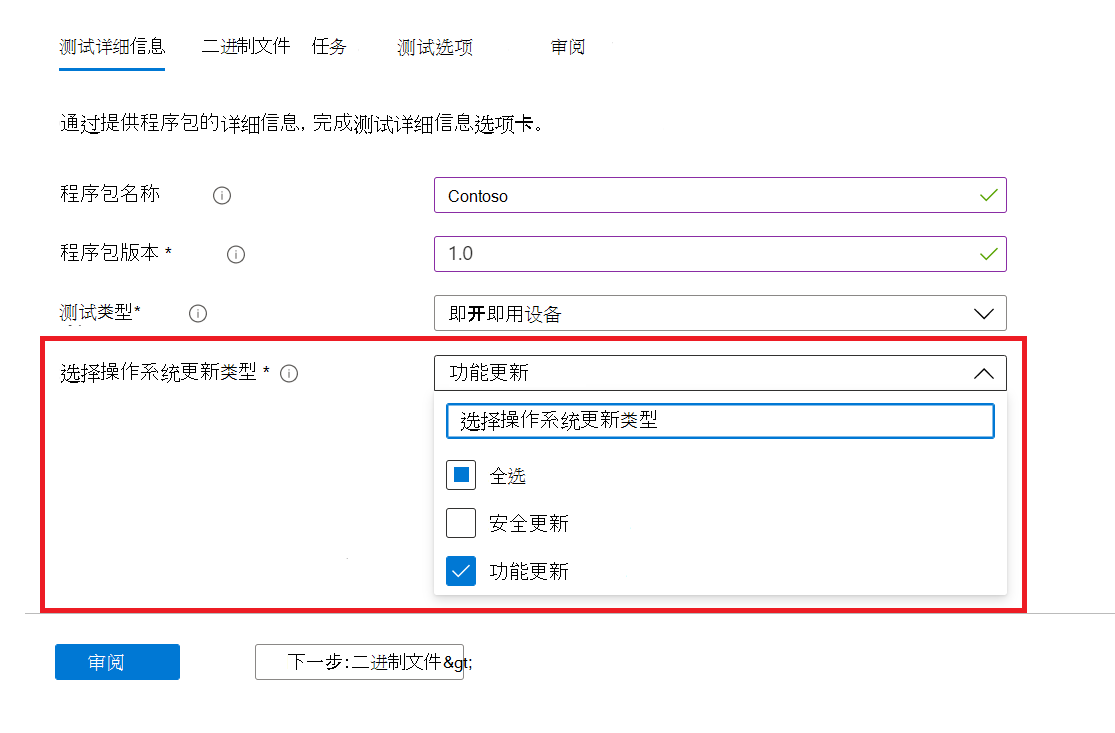 测试详细信息 二进制文件 任务 测试选项 审阅
通过提供程序包的详细信息, 完成测试详细信息选项卡。
程序包名称 Contoso
程序包版本 * 1.0
测试类型* 即开即用设备
选择操作系统更新类型 * 功能更新
选择操作系统更新类型
全选
安全更新
功能更新
审阅 下一步:二进制文件&gt;